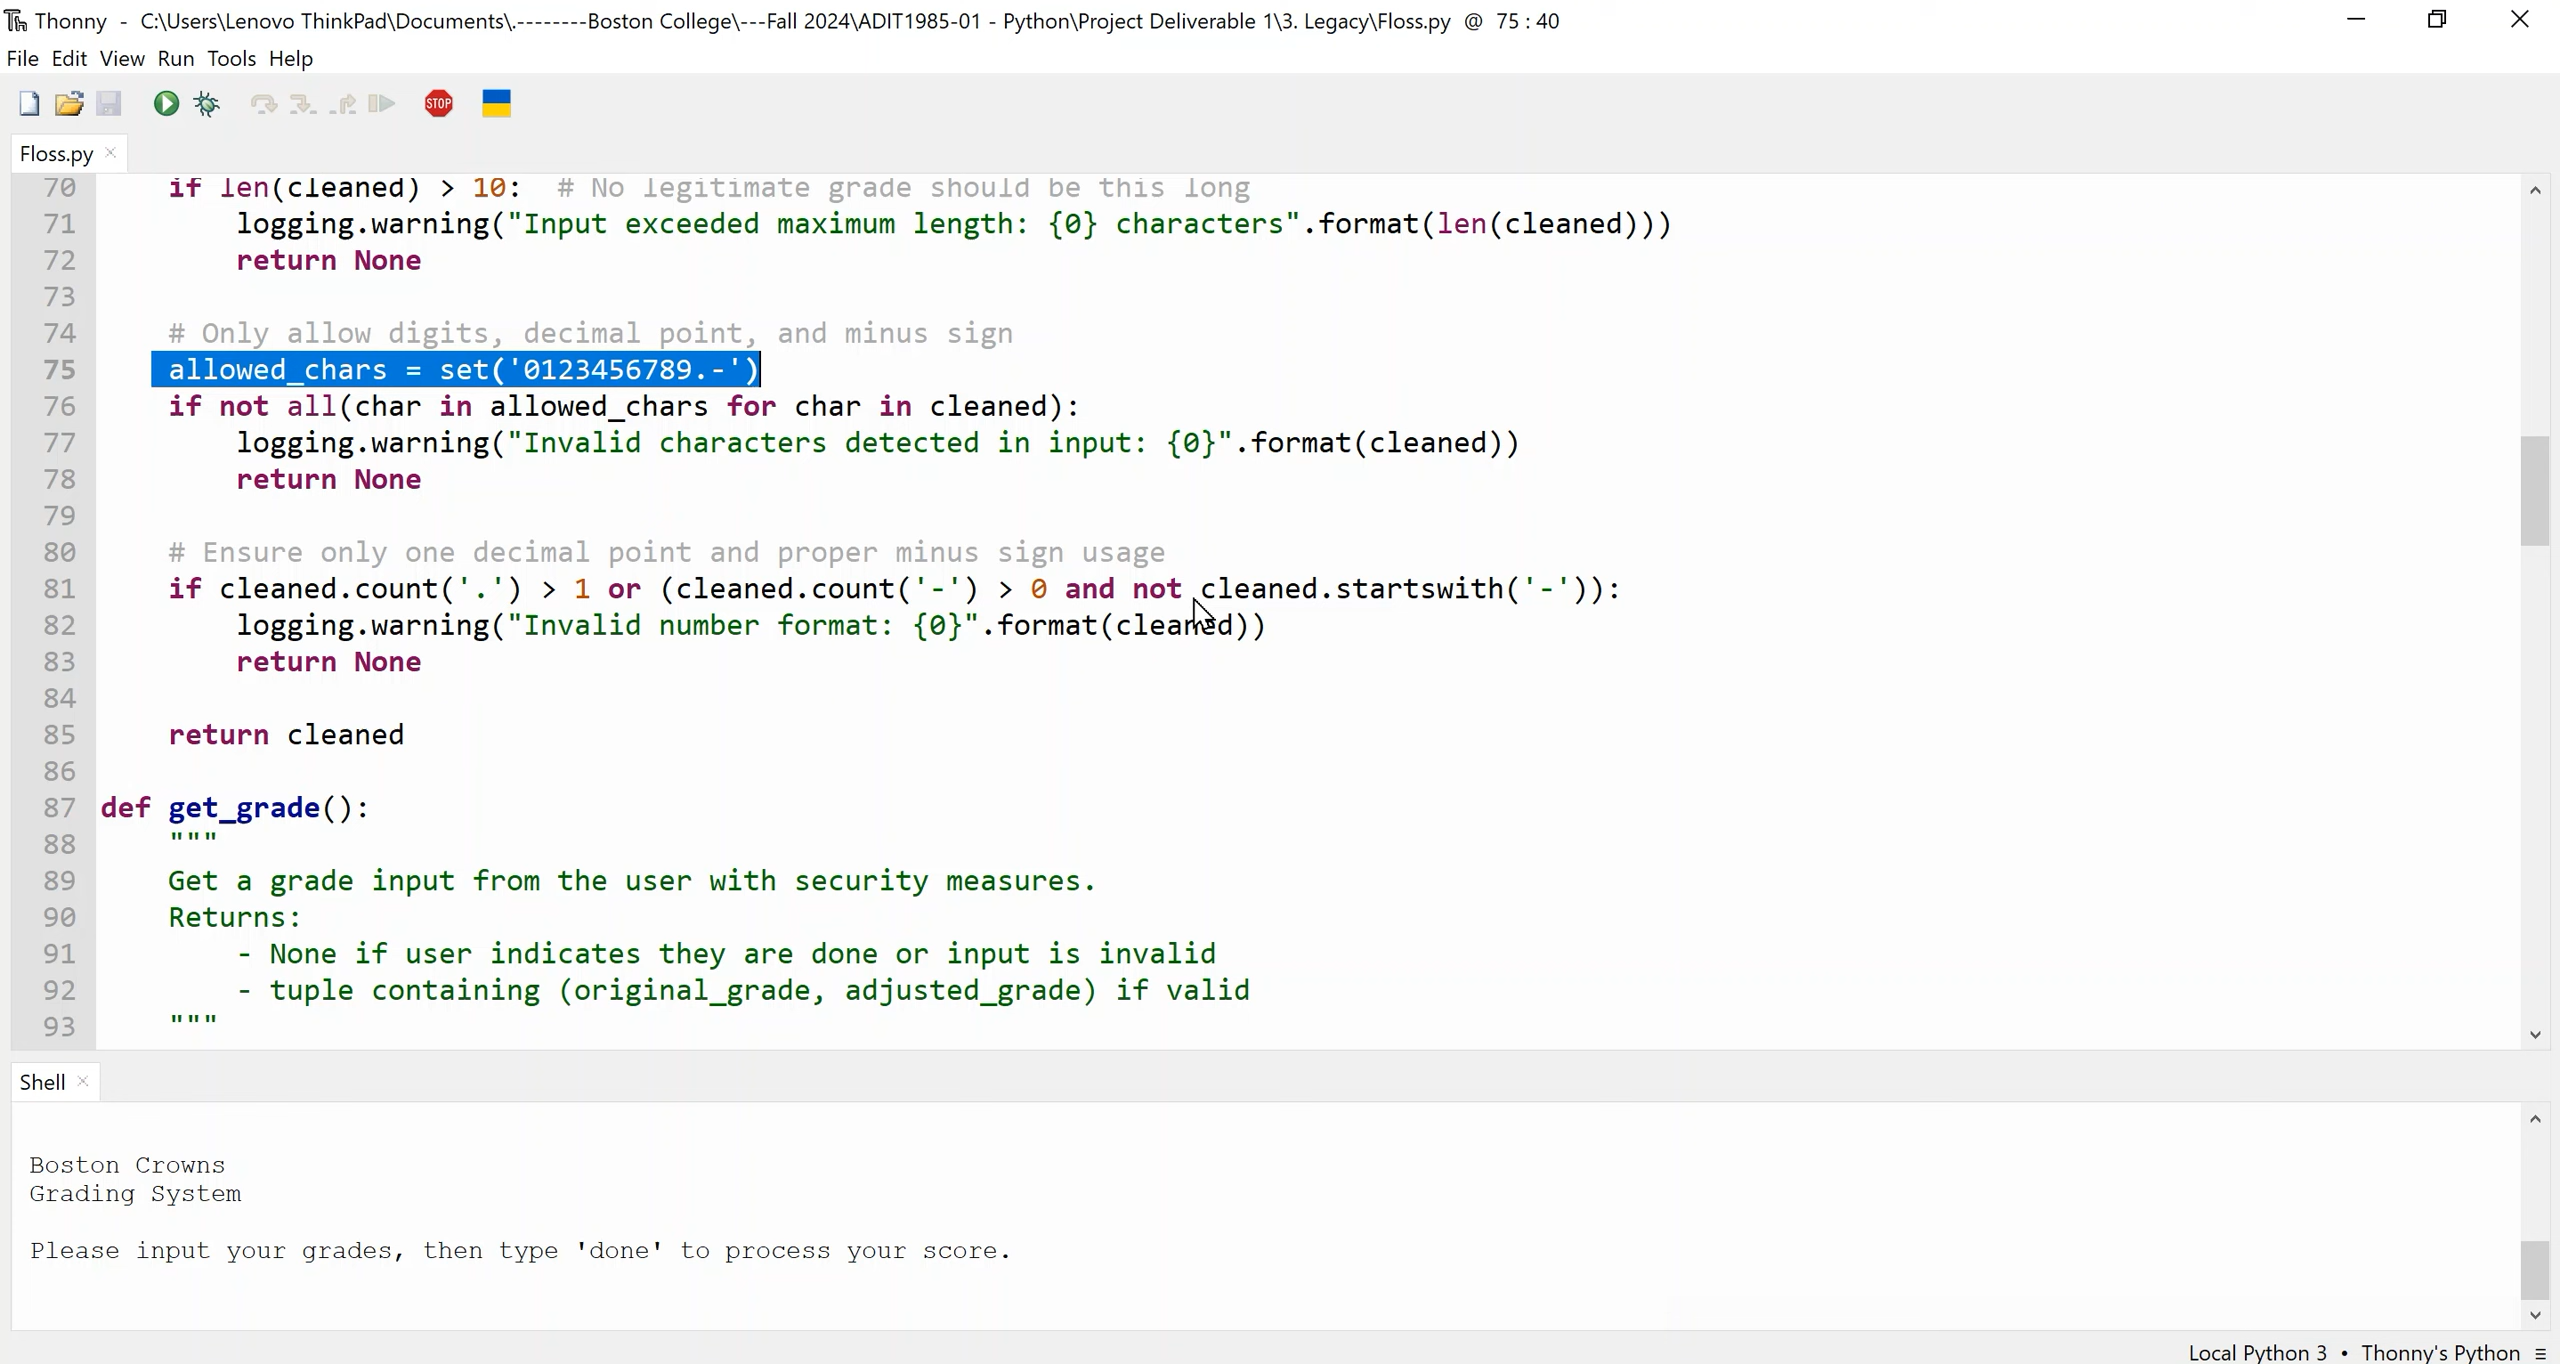 Thonny - C:\Users\Lenovo ThinkPad\Documents\.--------Boston College\---Fall 2024\ADIT1985-01 - Python\Project Deliverable 1\3. Legacy\Floss.py @ 75 : 40
File Edit View Run Tools Help
STOP
Floss.py
70 if len(cleaned) > 10: # No legitimate grade should be this long
71 logging.warning("Input exceeded maximum length: {0} characters".format(len(cleaned)))
72 return None
73
74 # Only allow digits, decimal point, and minus sign
75 allowed_chars = set('0123456789.-')
76 if not all(char in allowed_chars for char in cleaned):
77 logging.warning("Invalid characters detected in input: {0}".format(cleaned))
78 return None
79
80 # Ensure only one decimal point and proper minus sign usage
81 if cleaned.count('.') > 1 or (cleaned.count('-') > 0 and not cleaned.startswith('-')):
82 logging.warning("Invalid number format: {0}".format(cleaned))
83 return None
84
85 return cleaned
86
87 def get_grade():
88 """
89 Get a grade input from the user with security measures.
90 Returns:
91 - None if user indicates they are done or input is invalid
92 - tuple containing (original_grade, adjusted_grade) if valid
93 """
Shell
Boston Crowns
Grading System
Please input your grades, then type 'done' to process your score.
Local Python 3 • Thonny's Python ≡